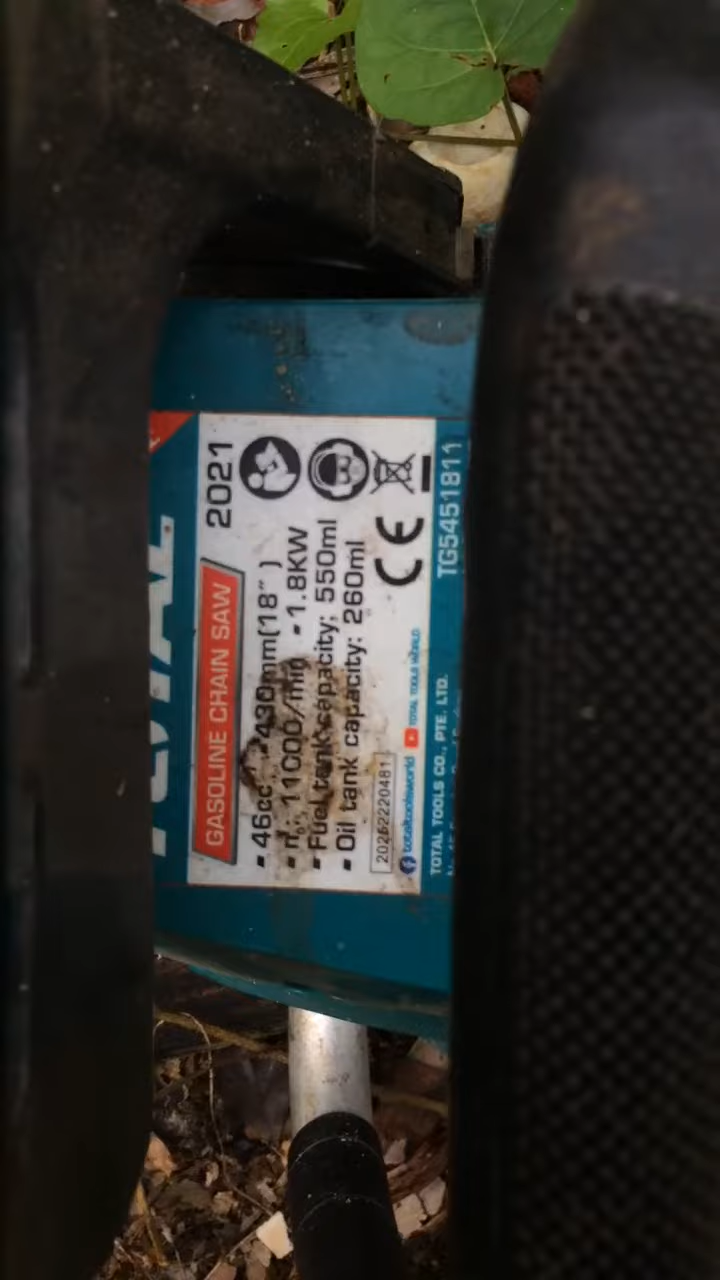 TOTAL
GASOLINE CHAIN SAW
2021
▪ 46cc ▪ 430mm(18″ )
▪ n₀: 11000/min ▪ 1.8KW
▪ Fuel tank capacity: 550ml
▪ Oil tank capacity: 260ml
CE
totaltoolsworld
TOTAL TOOLS WORLD
TG5451811
TOTAL TOOLS CO., PTE. LTD.